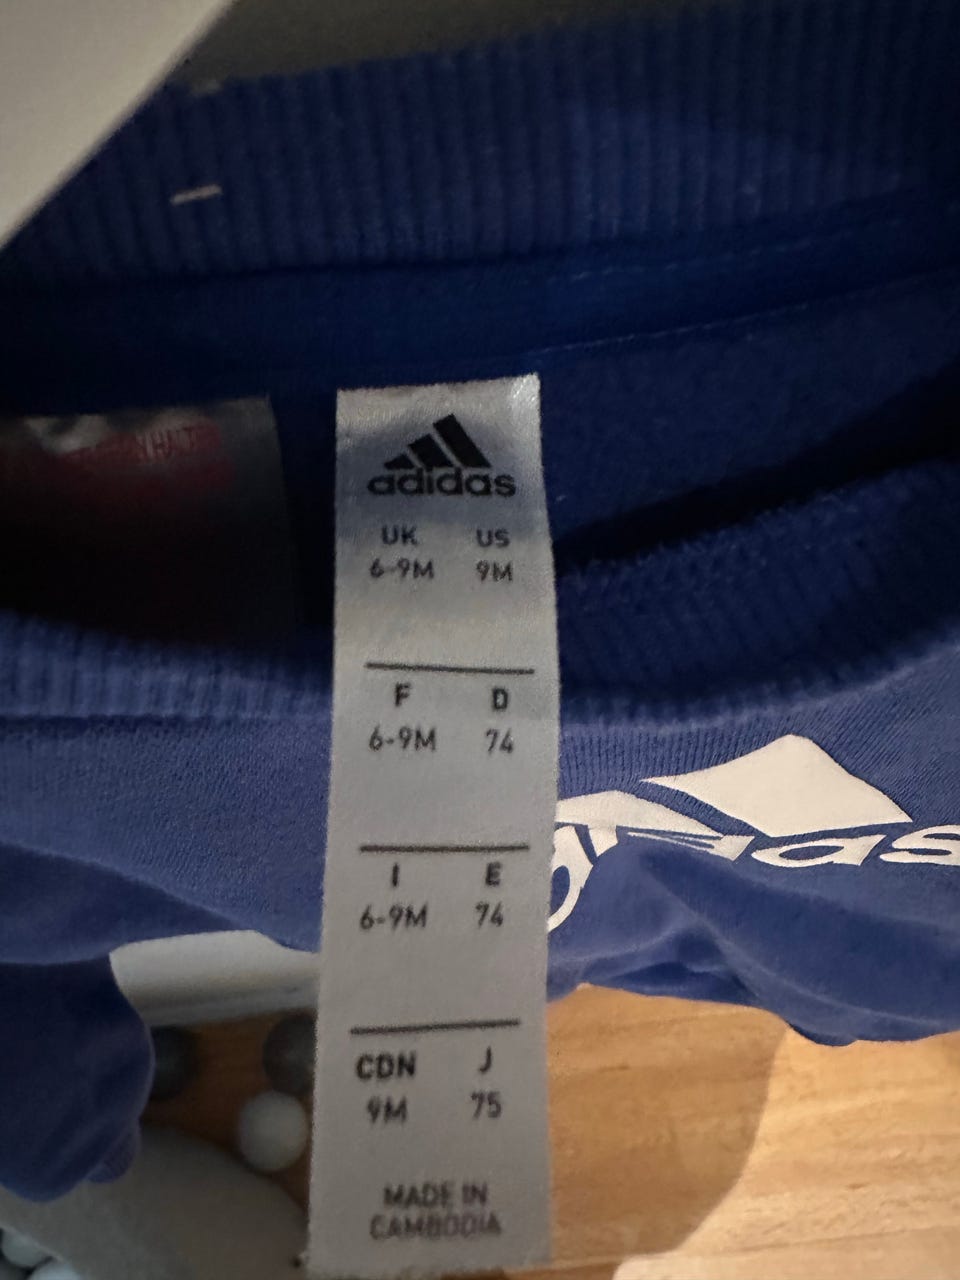 adidas
UK US
6-9M 9M
F D
6-9M 74
I E
6-9M 74
CDN J
9M 75
MADE IN
CAMBODIA